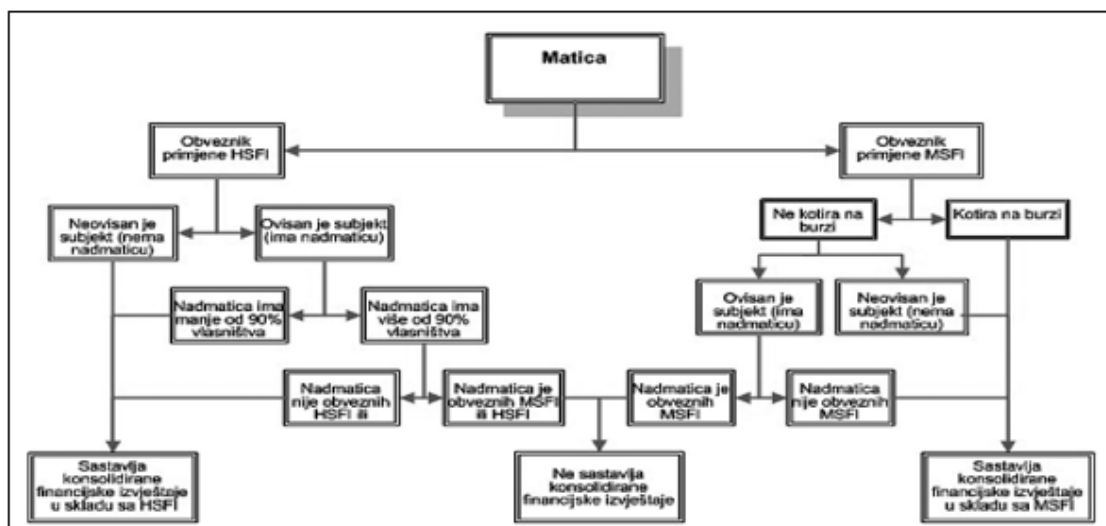 Matica
Obveznik
primjene HSFI
Obveznik
primjene MSFI
Neovisan je
subjekt (nema
nadmaticu)
Ovisan je subjekt
(ima nadmaticu)
Ne kotira na
burzi
Kotira na burzi
Nadmatica ima
manje od 90%
vlasništva
Nadmatica ima
više od 90%
vlasništva
Ovisan je
subjekt (ima
nadmaticu)
Neovisan je
subjekt (nema
nadmaticu)
Nadmatica
nije obveznih
HSFI ili
Nadmatica je
obveznih MSFI
ili HSFI
Nadmatica je
obveznih
MSFI
Nadmatica
nije obveznih
MSFI
Sastavlja
konsolidirane
financijske izvještaje
u skladu sa HSFI
Ne sastavlja
konsolidirane
financijske izvještaje
Sastavlja
konsolidirane
financijske izvještaje
u skladu sa MSFI